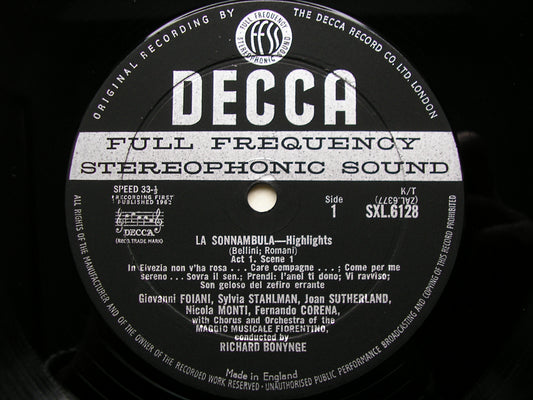 ORIGINAL RECORDING BY THE DECCA RECORD CO. LTD. LONDON
FULL FREQUENCY
STEREOPHONIC SOUND
FFSS
DECCA
FULL FREQUENCY
STEREOPHONIC SOUND
SPEED 33-⅓
RECORDING FIRST
PUBLISHED 1962
DECCA
(REGD. TRADE MARK)
Side
1
K/T
(ZAL.6377)
SXL.6128
LA SONNAMBULA—Highlights
(Bellini; Romani)
Act 1. Scene 1
In Elvezia non v'ha rosa . . . Care compagne . . .; Come per me
sereno . . . Sovra il sen.; Prendi: l'anel ti dono; Vi ravviso;
Son geloso del zefiro errante
Giovanni FOIANI, Sylvia STAHLMAN, Joan SUTHERLAND,
Nicola MONTI, Fernando CORENA,
with Chorus and Orchestra of the
MAGGIO MUSICALE FIORENTINO,
conducted by
RICHARD BONYNGE
Made in England
ALL RIGHTS OF THE MANUFACTURER AND OF THE OWNER OF THE RECORDED WORK RESERVED - UNAUTHORISED PUBLIC PERFORMANCE BROADCASTING AND COPYING OF THIS RECORD PROHIBITED